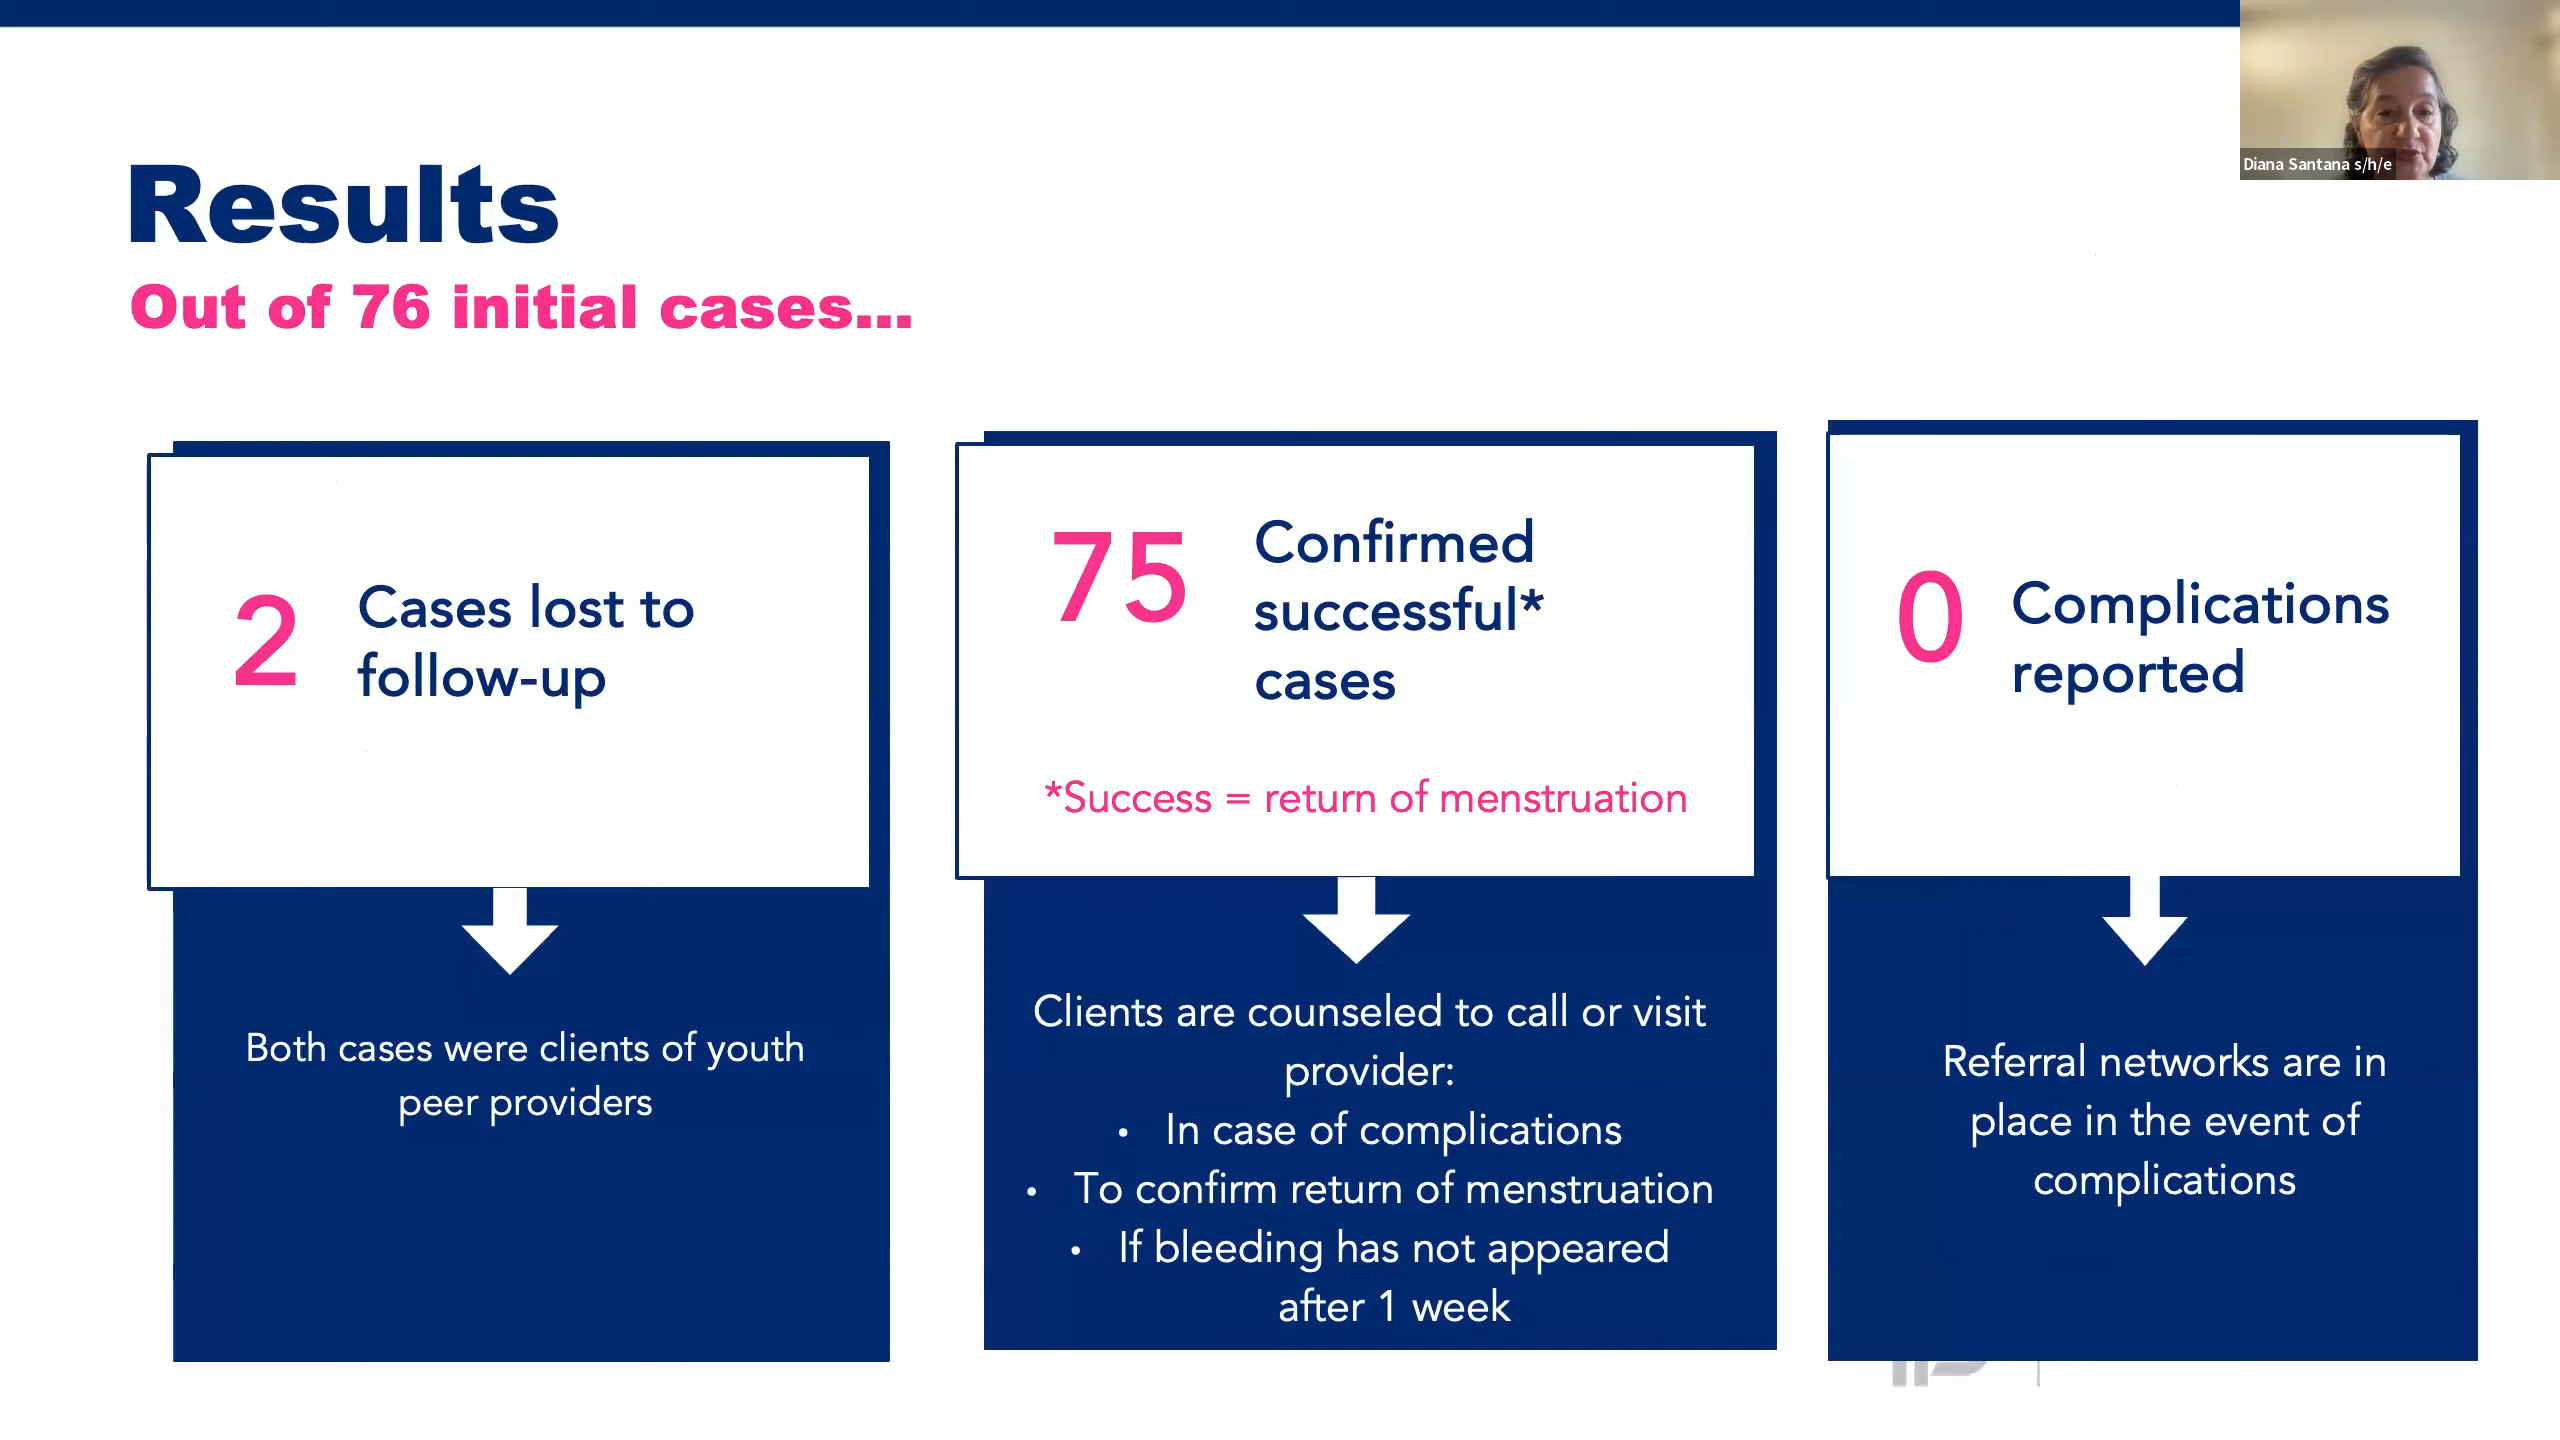 Diana Santana s/h/e
Results
Out of 76 initial cases...
2
Cases lost to
follow-up
Both cases were clients of youth
peer providers
75
Confirmed
successful*
cases
*Success = return of menstruation
Clients are counseled to call or visit
provider:
• In case of complications
• To confirm return of menstruation
• If bleeding has not appeared
after 1 week
0
Complications
reported
Referral networks are in
place in the event of
complications